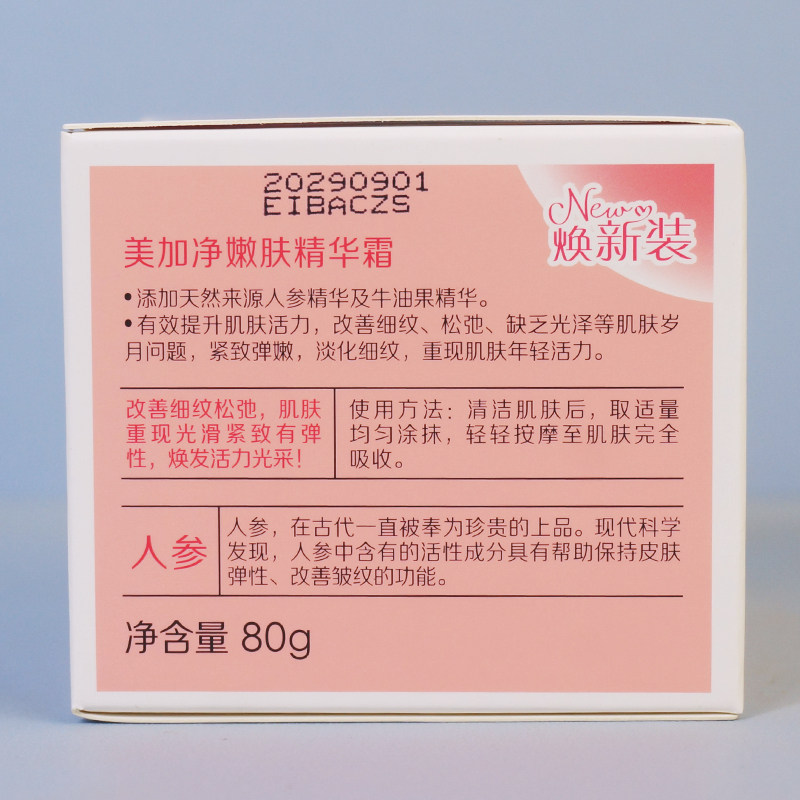 20290901
EIBACZS
New
焕新装
美加净嫩肤精华霜
•添加天然来源人参精华及牛油果精华。
•有效提升肌肤活力，改善细纹、松弛、缺乏光泽等肌肤岁
月问题，紧致弹嫩，淡化细纹，重现肌肤年轻活力。
改善细纹松弛，肌肤
重现光滑紧致有弹
性，焕发活力光采！
使用方法：清洁肌肤后，取适量
均匀涂抹，轻轻按摩至肌肤完全
吸收。
人参
人参，在古代一直被奉为珍贵的上品。现代科学
发现，人参中含有的活性成分具有帮助保持皮肤
弹性、改善皱纹的功能。
净含量 80g